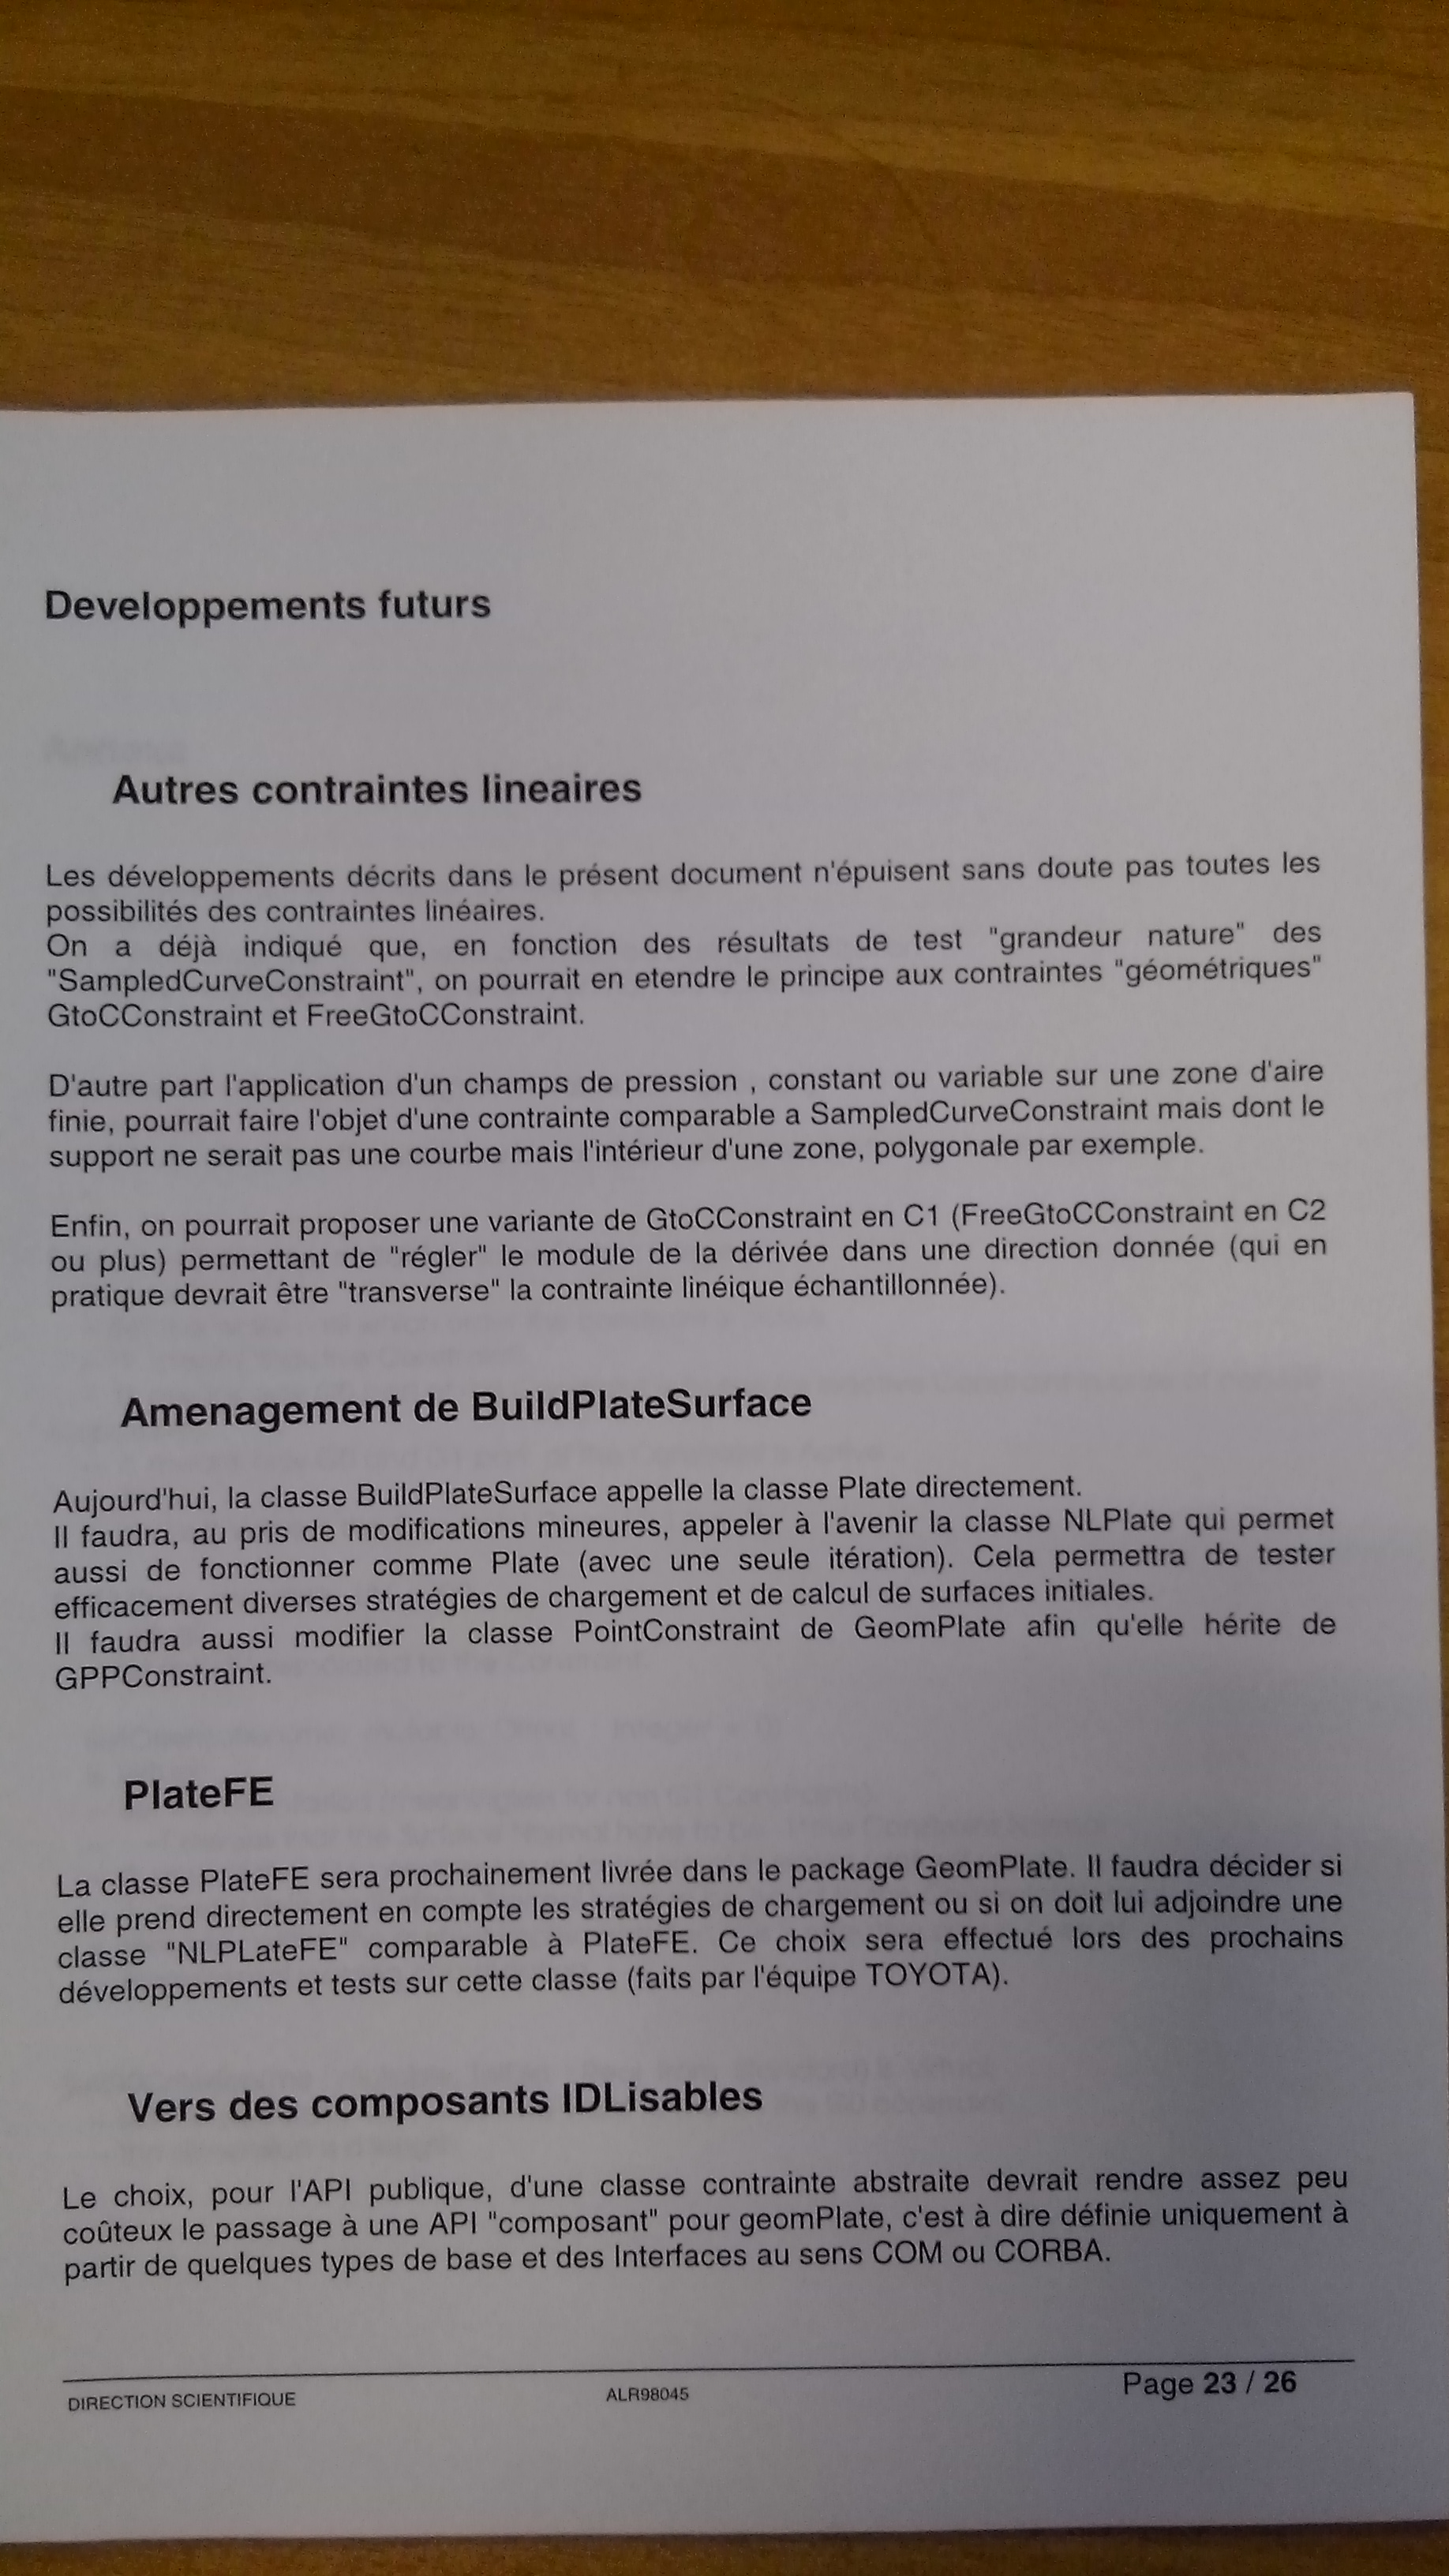 Developpements futurs
Autres contraintes lineaires
Les développements décrits dans le présent document n'épuisent sans doute pas toutes les
possibilités des contraintes linéaires.
On a déjà indiqué que, en fonction des résultats de test "grandeur nature" des
"SampledCurveConstraint", on pourrait en etendre le principe aux contraintes "géométriques"
GtoCConstraint et FreeGtoCConstraint.
D'autre part l'application d'un champs de pression , constant ou variable sur une zone d'aire
finie, pourrait faire l'objet d'une contrainte comparable a SampledCurveConstraint mais dont le
support ne serait pas une courbe mais l'intérieur d'une zone, polygonale par exemple.
Enfin, on pourrait proposer une variante de GtoCConstraint en C1 (FreeGtoCConstraint en C2
ou plus) permettant de "régler" le module de la dérivée dans une direction donnée (qui en
pratique devrait être "transverse" la contrainte linéique échantillonnée).
Amenagement de BuildPlateSurface
Aujourd'hui, la classe BuildPlateSurface appelle la classe Plate directement.
Il faudra, au pris de modifications mineures, appeler à l'avenir la classe NLPlate qui permet
aussi de fonctionner comme Plate (avec une seule itération). Cela permettra de tester
efficacement diverses stratégies de chargement et de calcul de surfaces initiales.
Il faudra aussi modifier la classe PointConstraint de GeomPlate afin qu'elle hérite de
GPPConstraint.
PlateFE
La classe PlateFE sera prochainement livrée dans le package GeomPlate. Il faudra décider si
elle prend directement en compte les stratégies de chargement ou si on doit lui adjoindre une
classe "NLPLateFE" comparable à PlateFE. Ce choix sera effectué lors des prochains
développements et tests sur cette classe (faits par l'équipe TOYOTA).
Vers des composants IDLisables
Le choix, pour l'API publique, d'une classe contrainte abstraite devrait rendre assez peu
coûteux le passage à une API "composant" pour geomPlate, c'est à dire définie uniquement à
partir de quelques types de base et des Interfaces au sens COM ou CORBA.
DIRECTION SCIENTIFIQUE ALR98045 Page 23 / 26